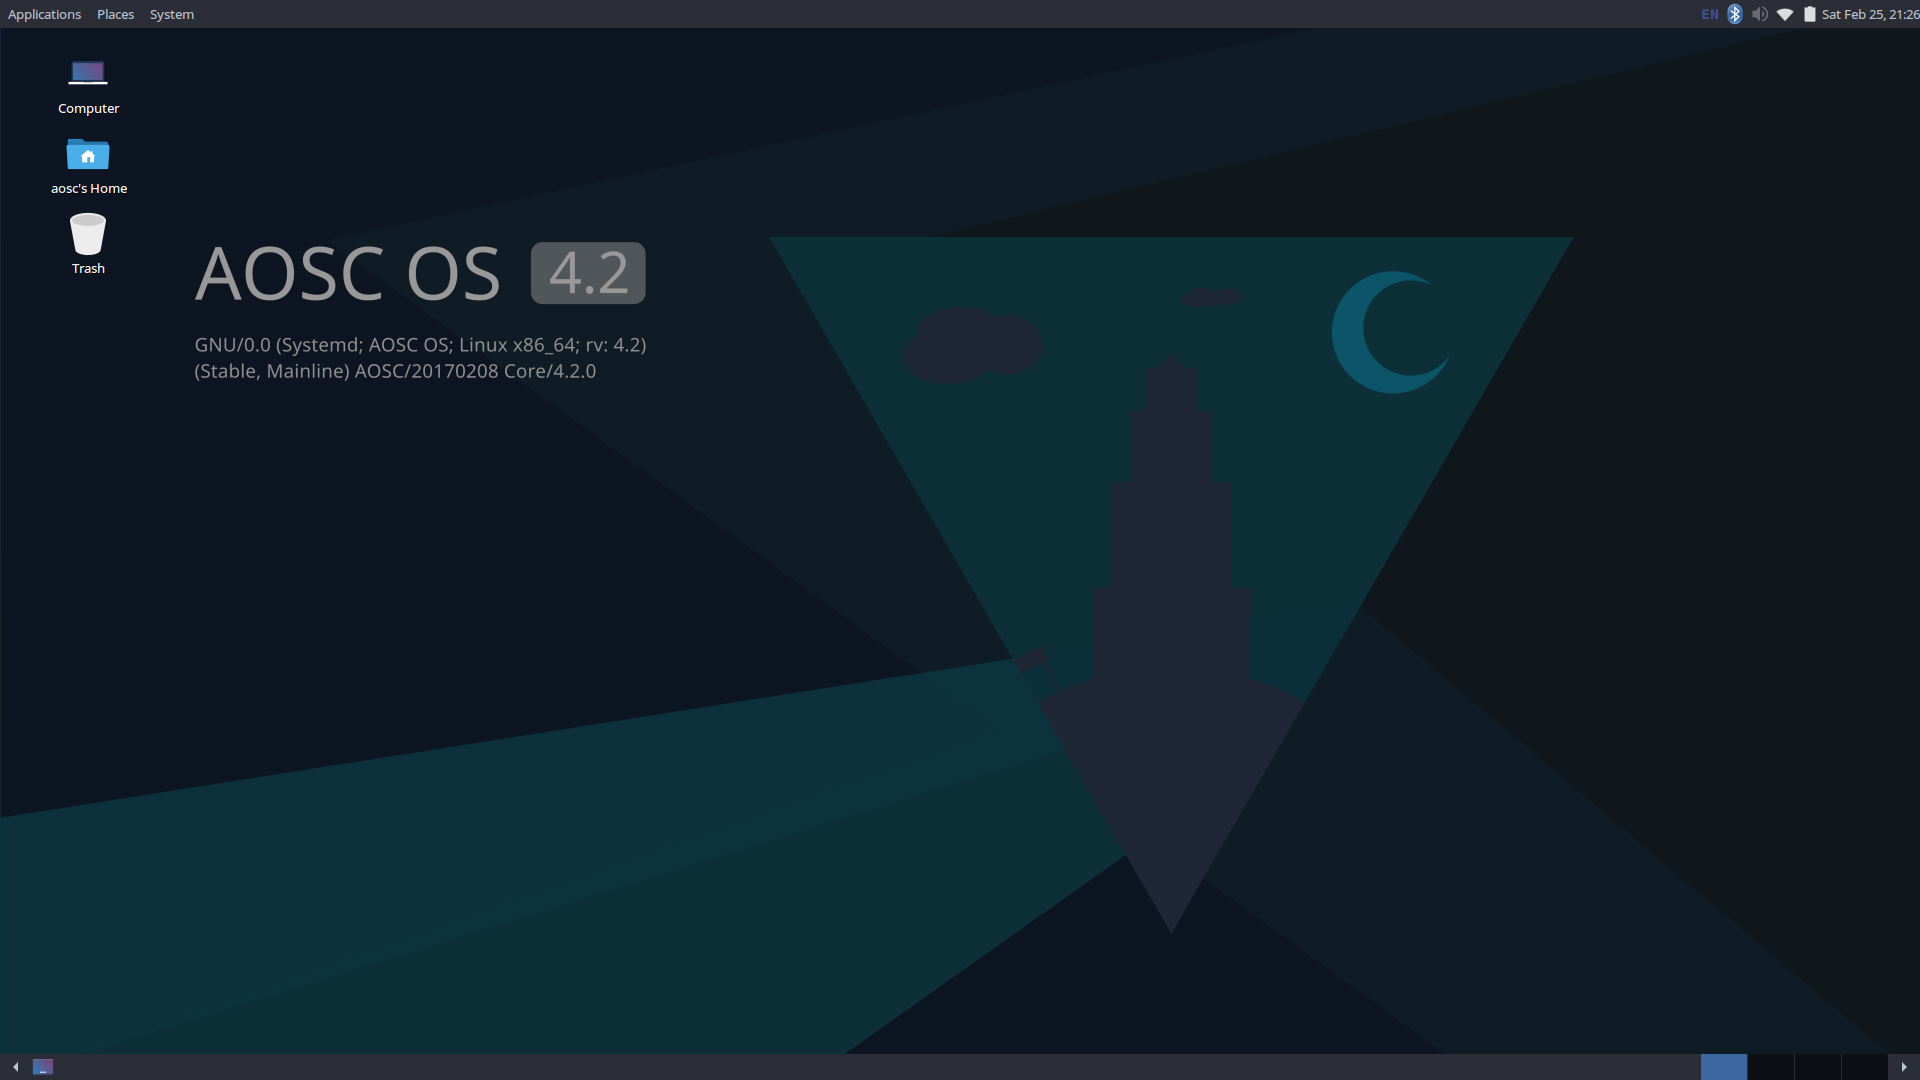 Applications Places System
EN Sat Feb 25, 21:26
Computer
aosc's Home
Trash
AOSC OS 4.2
GNU/0.0 (Systemd; AOSC OS; Linux x86_64; rv: 4.2)
(Stable, Mainline) AOSC/20170208 Core/4.2.0